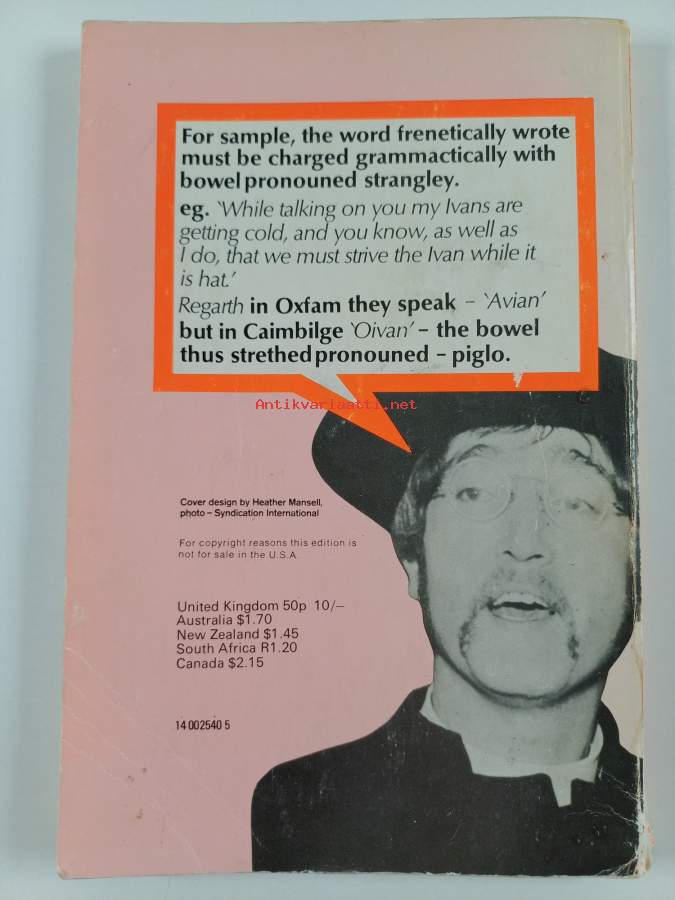 For sample, the word frenetically wrote
must be charged grammactically with
bowel pronouned strangley.
eg. 'While talking on you my Ivans are
getting cold, and you know, as well as
I do, that we must strive the Ivan while it
is hat.'
Regarth in Oxfam they speak – 'Avian'
but in Caimbilge 'Oivan' – the bowel
thus strethed pronouned – piglo.
Antikvariaatti.net
Cover design by Heather Mansell,
photo – Syndication International
For copyright reasons this edition is
not for sale in the U.S.A.
United Kingdom 50p 10/–
Australia $1.70
New Zealand $1.45
South Africa R1.20
Canada $2.15
14 002540 5